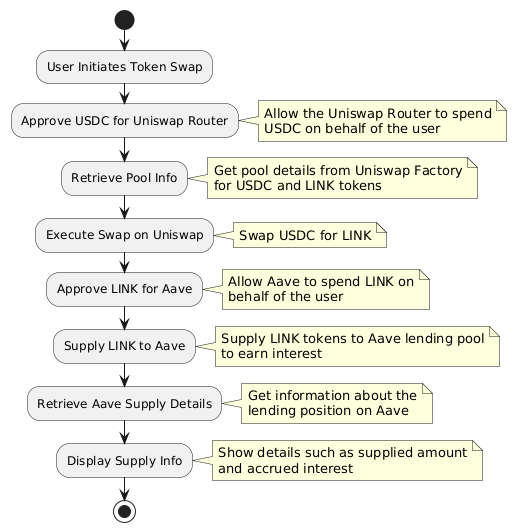 User Initiates Token Swap
Approve USDC for Uniswap Router
Allow the Uniswap Router to spend
USDC on behalf of the user
Retrieve Pool Info
Get pool details from Uniswap Factory
for USDC and LINK tokens
Execute Swap on Uniswap
Swap USDC for LINK
Approve LINK for Aave
Allow Aave to spend LINK on
behalf of the user
Supply LINK to Aave
Supply LINK tokens to Aave lending pool
to earn interest
Retrieve Aave Supply Details
Get information about the
lending position on Aave
Display Supply Info
Show details such as supplied amount
and accrued interest